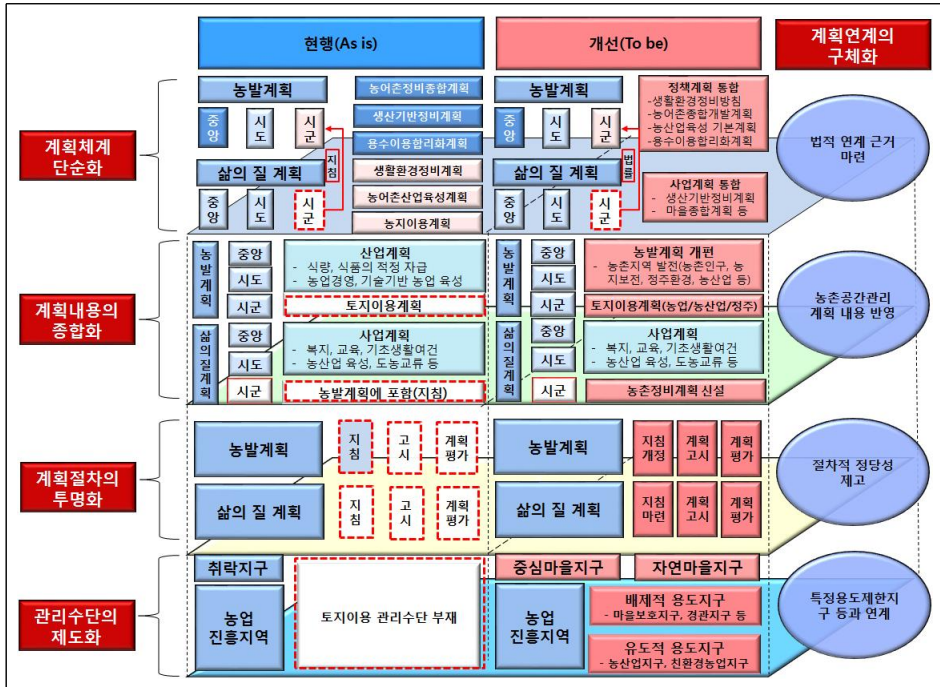 현행(As is)
개선(To be)
계획연계의
구체화
계획체계
단순화
농발계획
중앙
시도
시군
삶의 질 계획
중앙
시도
시군
지침
농어촌정비종합계획
생산기반정비계획
용수이용합리화계획
생활환경정비계획
농어촌산업육성계획
농지이용계획
농발계획
중앙
시도
시군
삶의 질 계획
중앙
시도
시군
법률
정책계획 통합
-생활환경정비방침
-농어촌종합개발계획
-농산업육성 기본계획
-용수이용합리화계획
사업계획 통합
- 생산기반정비계획
- 마을종합계획 등
법적 연계 근거
마련
계획내용의
종합화
농발계획
중앙
시도
시군
산업계획
- 식량, 식품의 적정 자급
- 농업경영, 기술기반 농업 육성
토지이용계획
삶의질계획
중앙
시도
시군
사업계획
- 복지, 교육, 기초생활여건
- 농산업 육성, 도농교류 등
농발계획에 포함(지침)
농발계획
중앙
시도
시군
농발계획 개편
- 농촌지역 발전(농촌인구, 농
지보전, 정주환경, 농산업 등)
토지이용계획(농업/농산업/정주)
삶의질계획
중앙
시도
시군
사업계획
- 복지, 교육, 기초생활여건
- 농산업 육성, 도농교류 등
농촌정비계획 신설
농촌공간관리
계획 내용 반영
계획절차의
투명화
농발계획
지침
고시
계획
평가
삶의 질 계획
지침
고시
계획
평가
농발계획
지침
개정
계획
고시
계획
평가
삶의 질 계획
지침
마련
계획
고시
계획
평가
절차적 정당성
제고
관리수단의
제도화
취락지구
농업
진흥지역
토지이용 관리수단 부재
중심마을지구
자연마을지구
농업
진흥지역
배제적 용도지구
- 마을보호지구, 경관지구 등
유도적 용도지구
- 농산업지구, 친환경농업지구
특정용도제한지
구 등과 연계